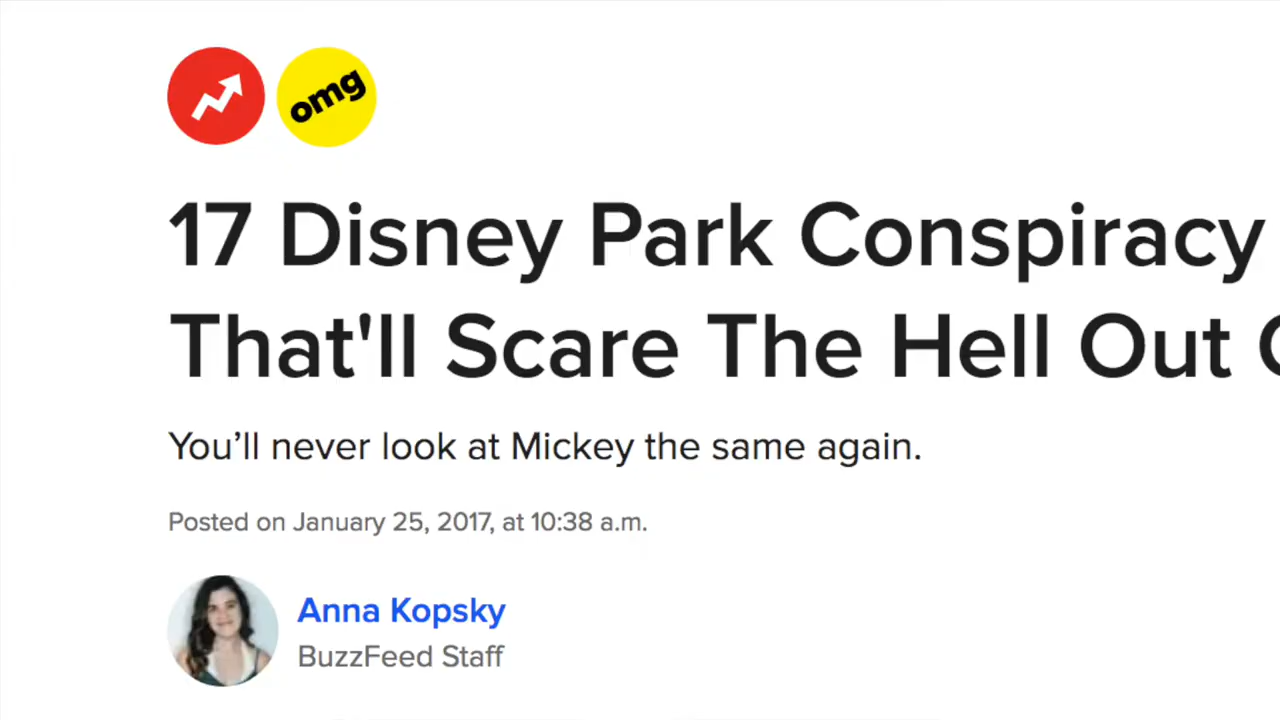 omg
17 Disney Park Conspiracy
That'll Scare The Hell Out
You’ll never look at Mickey the same again.
Posted on January 25, 2017, at 10:38 a.m.
Anna Kopsky
BuzzFeed Staff